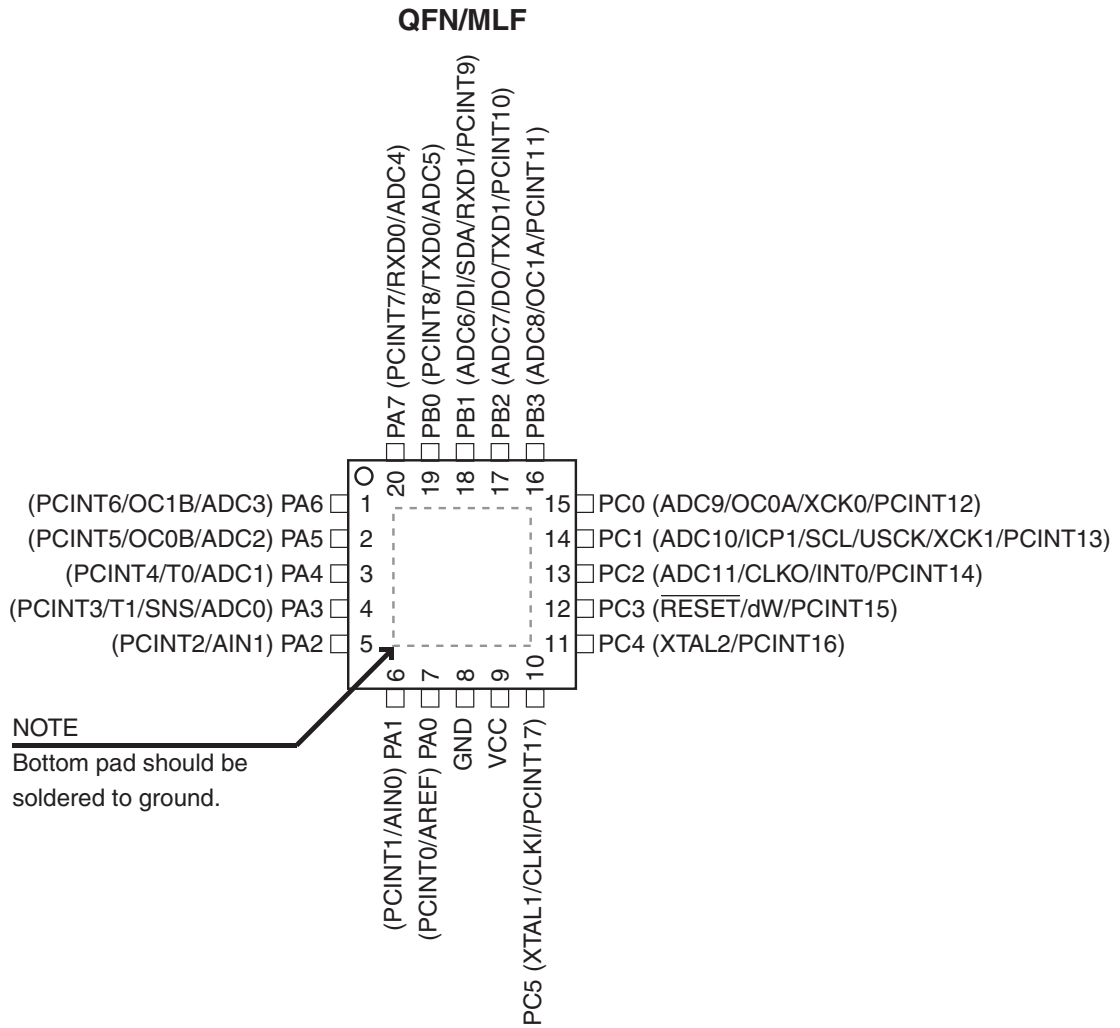 QFN/MLF
PA7 (PCINT7/RXD0/ADC4)
PB0 (PCINT8/TXD0/ADC5)
PB1 (ADC6/DI/SDA/RXD1/PCINT9)
PB2 (ADC7/DO/TXD1/PCINT10)
PB3 (ADC8/OC1A/PCINT11)
20
19
18
17
16
(PCINT6/OC1B/ADC3) PA6 1
(PCINT5/OC0B/ADC2) PA5 2
(PCINT4/T0/ADC1) PA4 3
(PCINT3/T1/SNS/ADC0) PA3 4
(PCINT2/AIN1) PA2 5
15 PC0 (ADC9/OC0A/XCK0/PCINT12)
14 PC1 (ADC10/ICP1/SCL/USCK/XCK1/PCINT13)
13 PC2 (ADC11/CLKO/INT0/PCINT14)
12 PC3 (RESET/dW/PCINT15)
11 PC4 (XTAL2/PCINT16)
6
7
8
9
10
(PCINT1/AIN0) PA1
(PCINT0/AREF) PA0
GND
VCC
PC5 (XTAL1/CLKI/PCINT17)
NOTE
Bottom pad should be
soldered to ground.